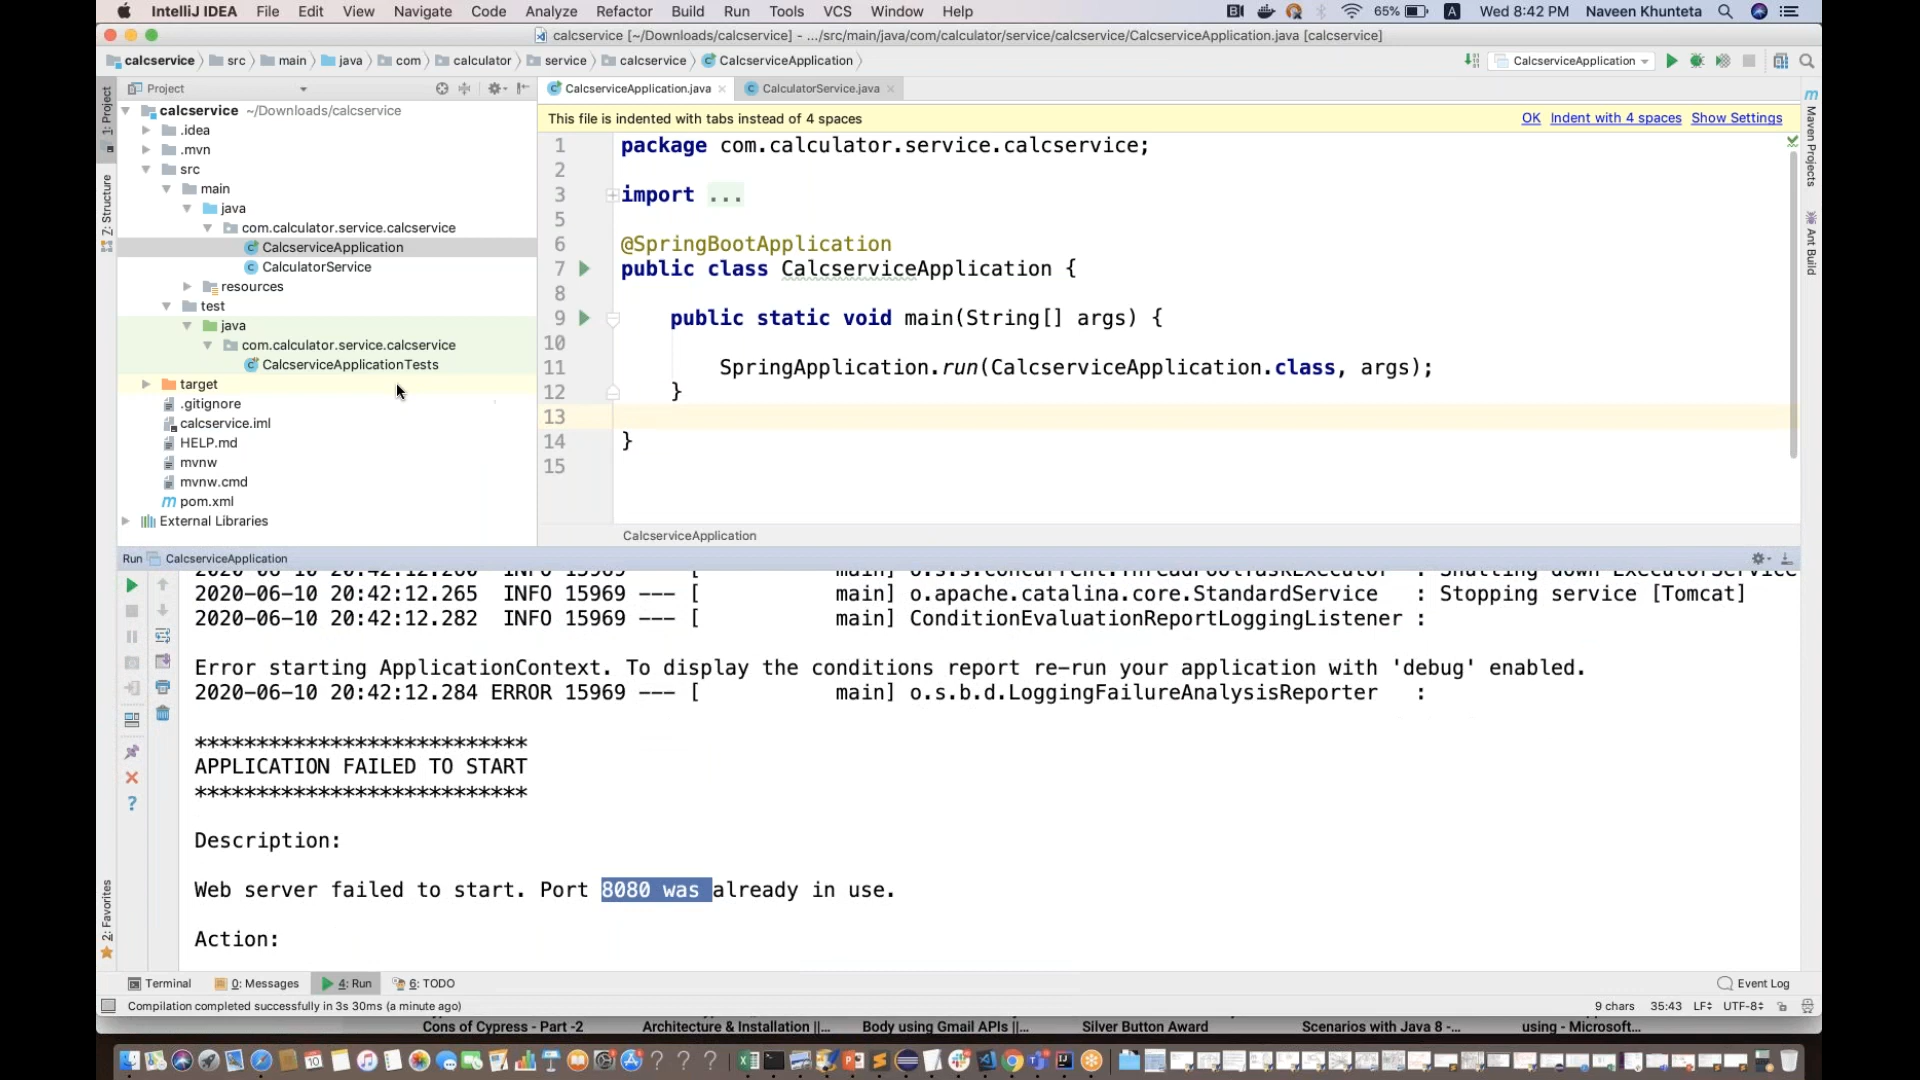 IntelliJ IDEA File Edit View Navigate Code Analyze Refactor Build Run Tools VCS Window Help 65% A Wed 8:42 PM Naveen Khunteta
calcservice [~/Downloads/calcservice] - .../src/main/java/com/calculator/service/calcservice/CalcserviceApplication.java [calcservice]
calcservice src main java com calculator service calcservice CalcserviceApplication CalcserviceApplication
Project
CalcserviceApplication.java CalculatorService.java
1: Project
Z: Structure
2: Favorites
Maven Projects
Ant Build
calcservice ~/Downloads/calcservice
.idea
.mvn
src
main
java
com.calculator.service.calcservice
CalcserviceApplication
CalculatorService
resources
test
java
com.calculator.service.calcservice
CalcserviceApplicationTests
target
.gitignore
calcservice.iml
HELP.md
mvnw
mvnw.cmd
pom.xml
External Libraries
This file is indented with tabs instead of 4 spaces OK Indent with 4 spaces Show Settings
1 package com.calculator.service.calcservice;
2
3 import ...
5
6 @SpringBootApplication
7 public class CalcserviceApplication {
8
9 public static void main(String[] args) {
10
11 SpringApplication.run(CalcserviceApplication.class, args);
12 }
13
14 }
15
CalcserviceApplication
Run CalcserviceApplication
2020-06-10 20:42:12.265 INFO 15969 --- [ main] o.apache.catalina.core.StandardService : Stopping service [Tomcat]
2020-06-10 20:42:12.282 INFO 15969 --- [ main] ConditionEvaluationReportLoggingListener :
Error starting ApplicationContext. To display the conditions report re-run your application with 'debug' enabled.
2020-06-10 20:42:12.284 ERROR 15969 --- [ main] o.s.b.d.LoggingFailureAnalysisReporter :
***************************
APPLICATION FAILED TO START
***************************
Description:
Web server failed to start. Port 8080 was already in use.
Action:
Terminal 0: Messages 4: Run 6: TODO Event Log
Compilation completed successfully in 3s 30ms (a minute ago) 9 chars 35:43 LF UTF-8
Cons of Cypress - Part -2 Architecture & Installation ||... Body using Gmail APIs ||... Silver Button Award Scenarios with Java 8 -... using - Microsoft...